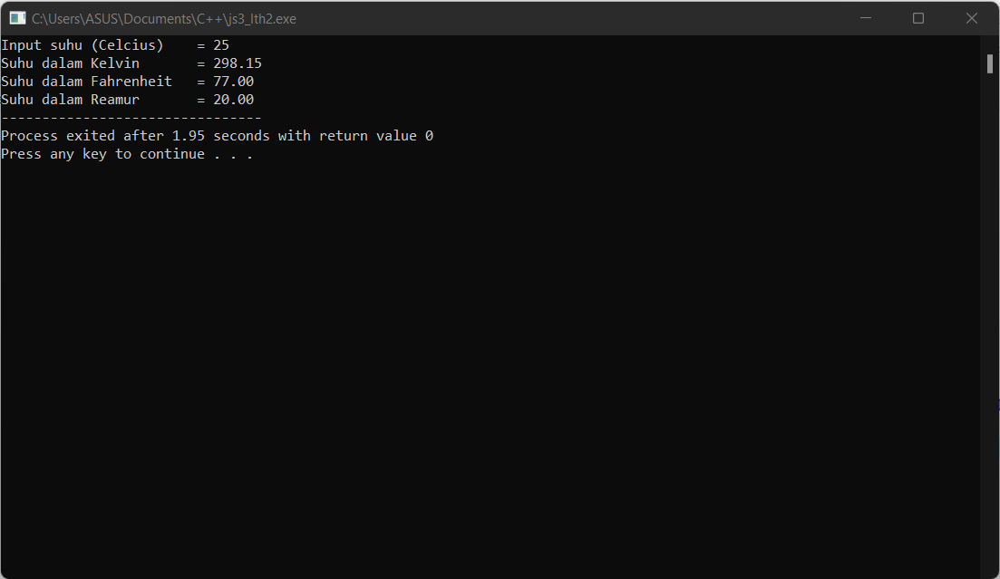 C:\Users\ASUS\Documents\C++\js3_lth2.exe
Input suhu (Celcius)    = 25
Suhu dalam Kelvin       = 298.15
Suhu dalam Fahrenheit   = 77.00
Suhu dalam Reamur       = 20.00
--------------------------------
Process exited after 1.95 seconds with return value 0
Press any key to continue . . .